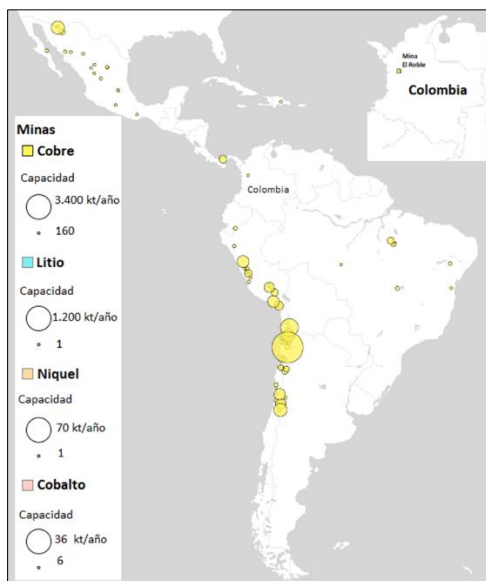 Mina
El Roble
Colombia
Minas
Cobre
Capacidad
3.400 kt/año
160
Colombia
Litio
Capacidad
1.200 kt/año
1
Niquel
Capacidad
70 kt/año
1
Cobalto
Capacidad
36 kt/año
6